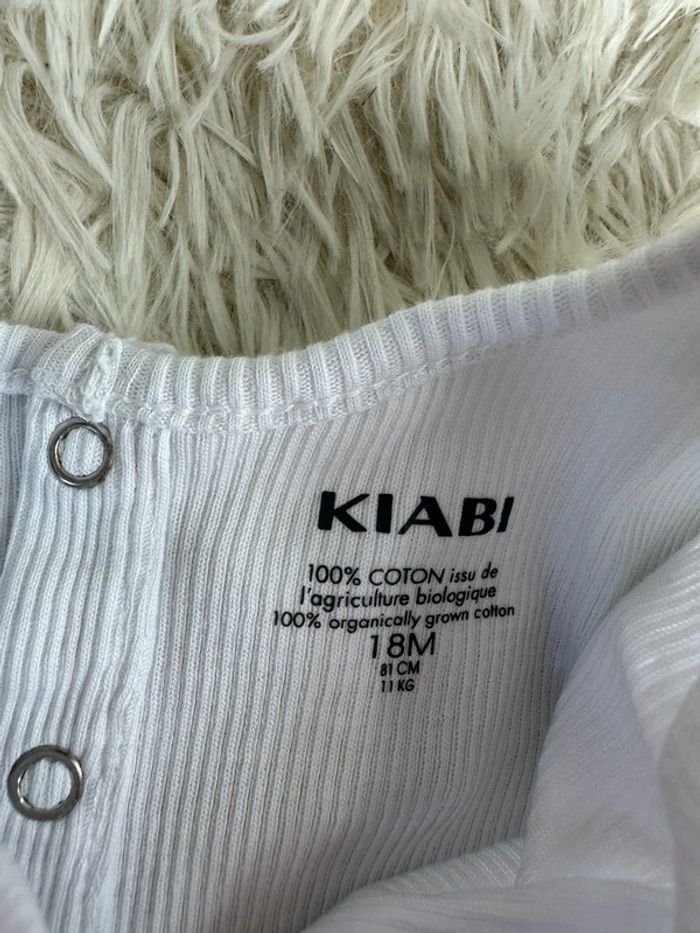 KIABI
100% COTON issu de
l'agriculture biologique
100% organically grown cotton
18M
81 CM
11 KG